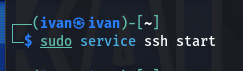 ┌──(ivan㉿ivan)-[~]
└─$ sudo service ssh start